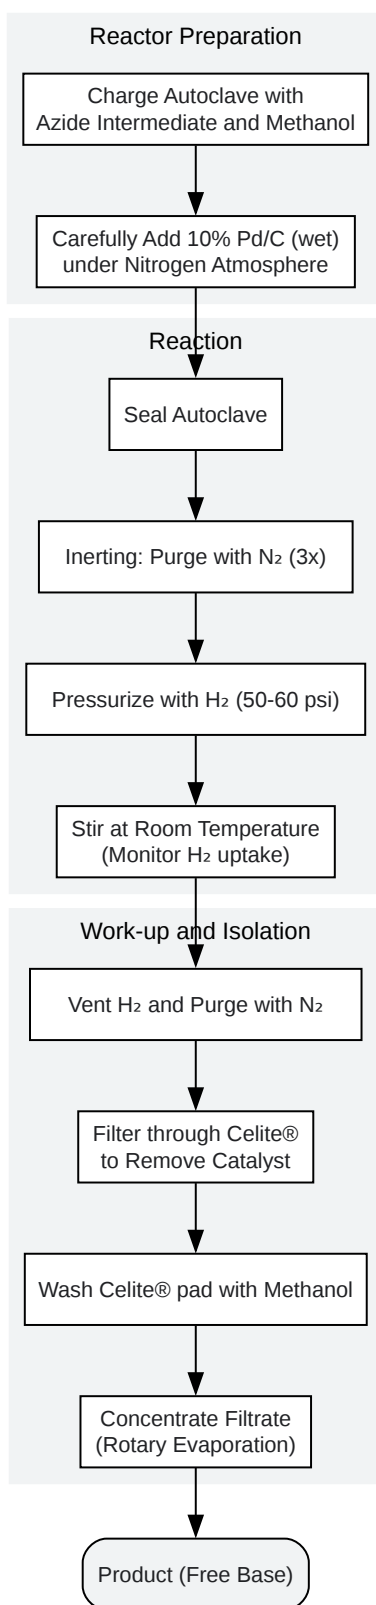 Reactor Preparation
Charge Autoclave with
Azide Intermediate and Methanol
Carefully Add 10% Pd/C (wet)
under Nitrogen Atmosphere
Reaction
Seal Autoclave
Inerting: Purge with N₂ (3x)
Pressurize with H₂ (50-60 psi)
Stir at Room Temperature
(Monitor H₂ uptake)
Work-up and Isolation
Vent H₂ and Purge with N₂
Filter through Celite®
to Remove Catalyst
Wash Celite® pad with Methanol
Concentrate Filtrate
(Rotary Evaporation)
Product (Free Base)